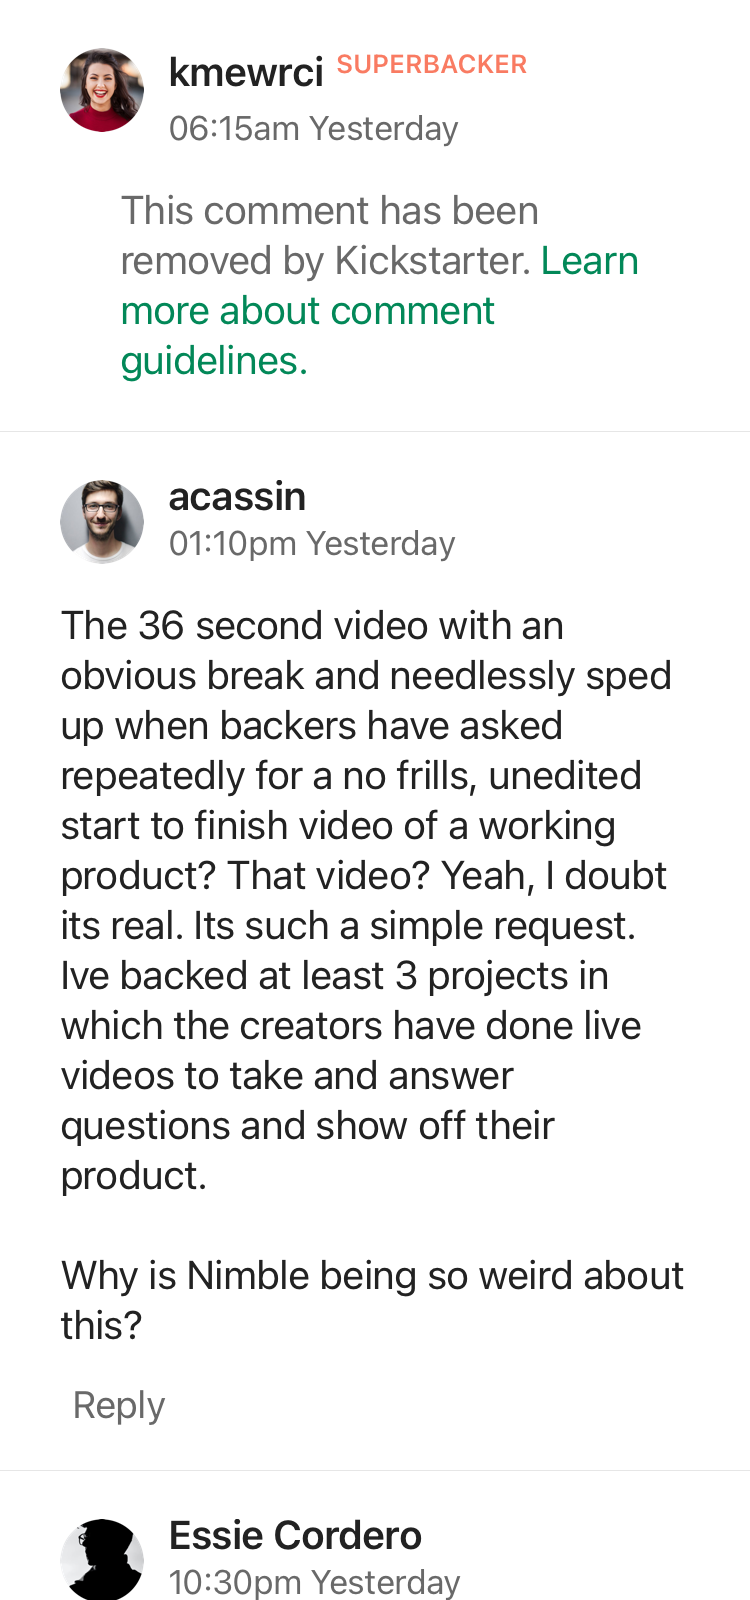 kmewrci SUPERBACKER
06:15am Yesterday
This comment has been
removed by Kickstarter. Learn
more about comment
guidelines.
acassin
01:10pm Yesterday
The 36 second video with an
obvious break and needlessly sped
up when backers have asked
repeatedly for a no frills, unedited
start to finish video of a working
product? That video? Yeah, I doubt
its real. Its such a simple request.
Ive backed at least 3 projects in
which the creators have done live
videos to take and answer
questions and show off their
product.
Why is Nimble being so weird about
this?
Reply
Essie Cordero
10:30pm Yesterday